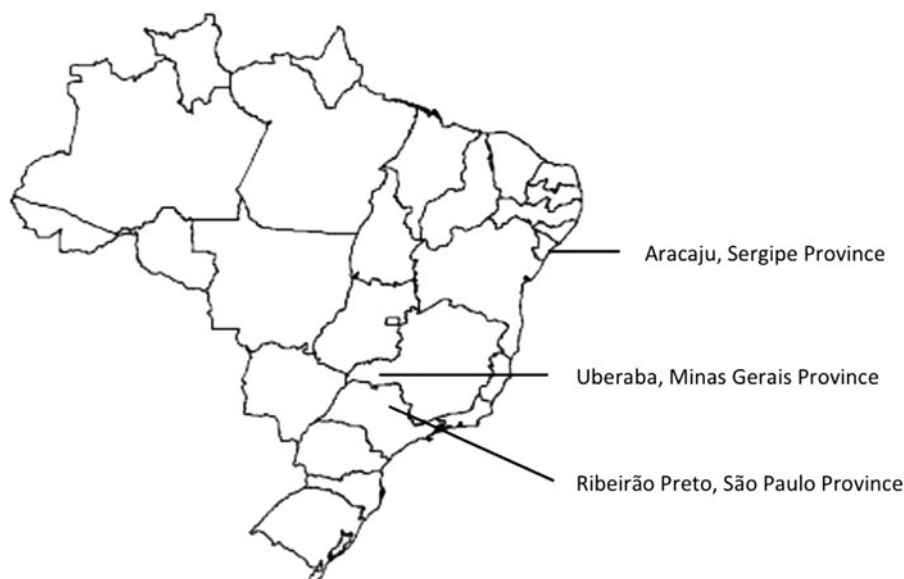 Aracaju, Sergipe Province
Uberaba, Minas Gerais Province
Ribeirão Preto, São Paulo Province